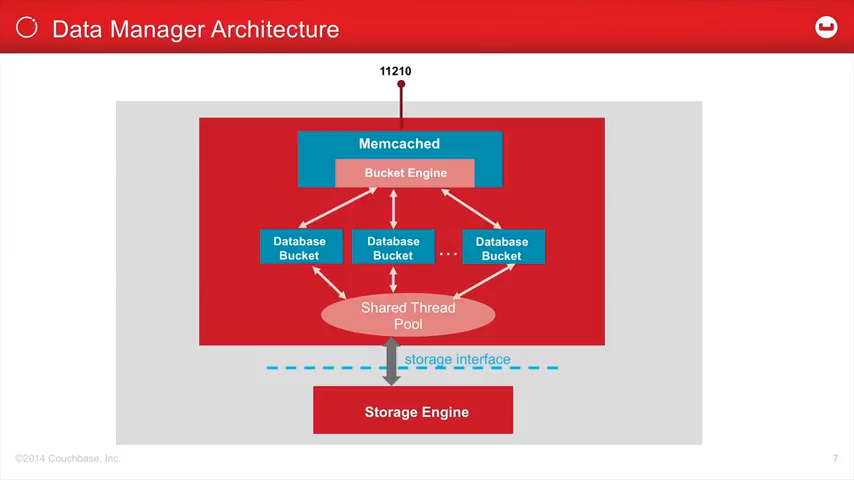 Data Manager Architecture
11210
Memcached
Bucket Engine
Database
Bucket
Database
Bucket
...
Database
Bucket
Shared Thread
Pool
storage interface
Storage Engine
©2014 Couchbase, Inc.
7